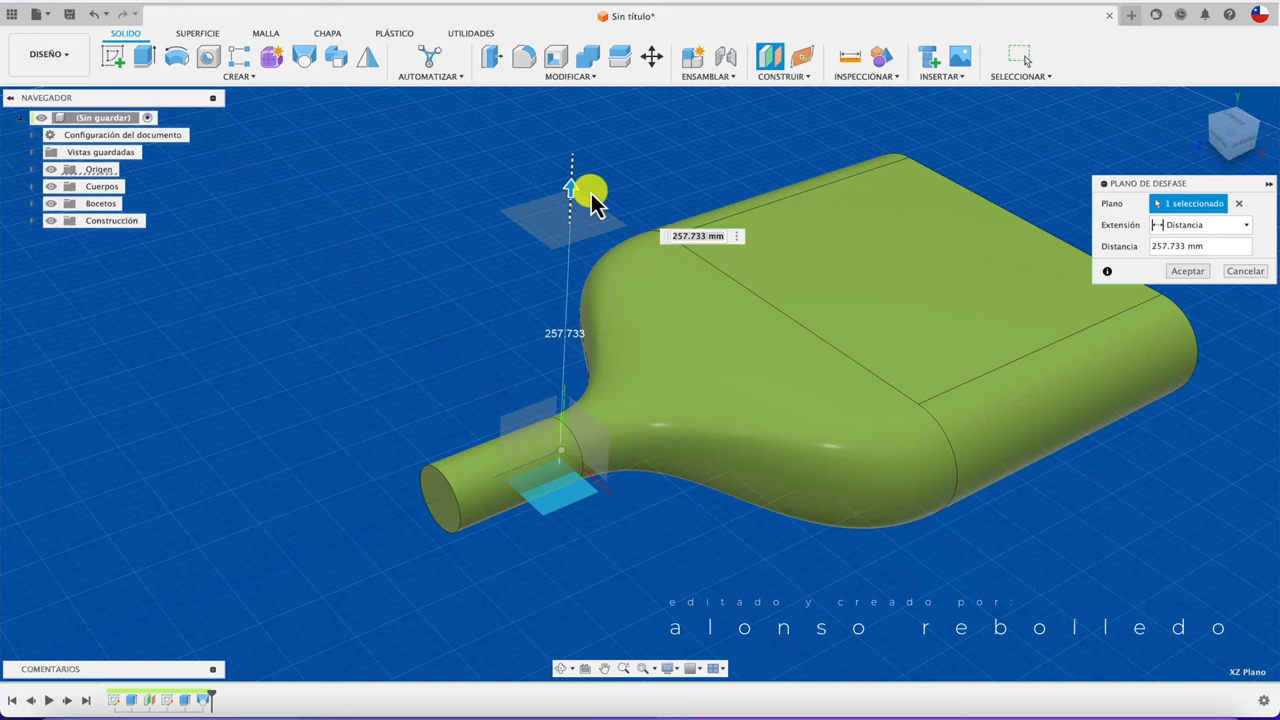 Sin título*
DISEÑO
SOLIDO
SUPERFICIE
MALLA
CHAPA
PLÁSTICO
UTILIDADES
CREAR
AUTOMATIZAR
MODIFICAR
ENSAMBLAR
CONSTRUIR
INSPECCIONAR
INSERTAR
SELECCIONAR
NAVEGADOR
(Sin guardar)
Configuración del documento
Vistas guardadas
Origen
Cuerpos
Bocetos
Construcción
257.733 mm
257.733
PLANO DE DESFASE
Plano
1 seleccionado
Extensión
Distancia
Distancia
257.733 mm
Aceptar
Cancelar
editado y creado por:
alonso rebolledo
COMENTARIOS
XZ Plano